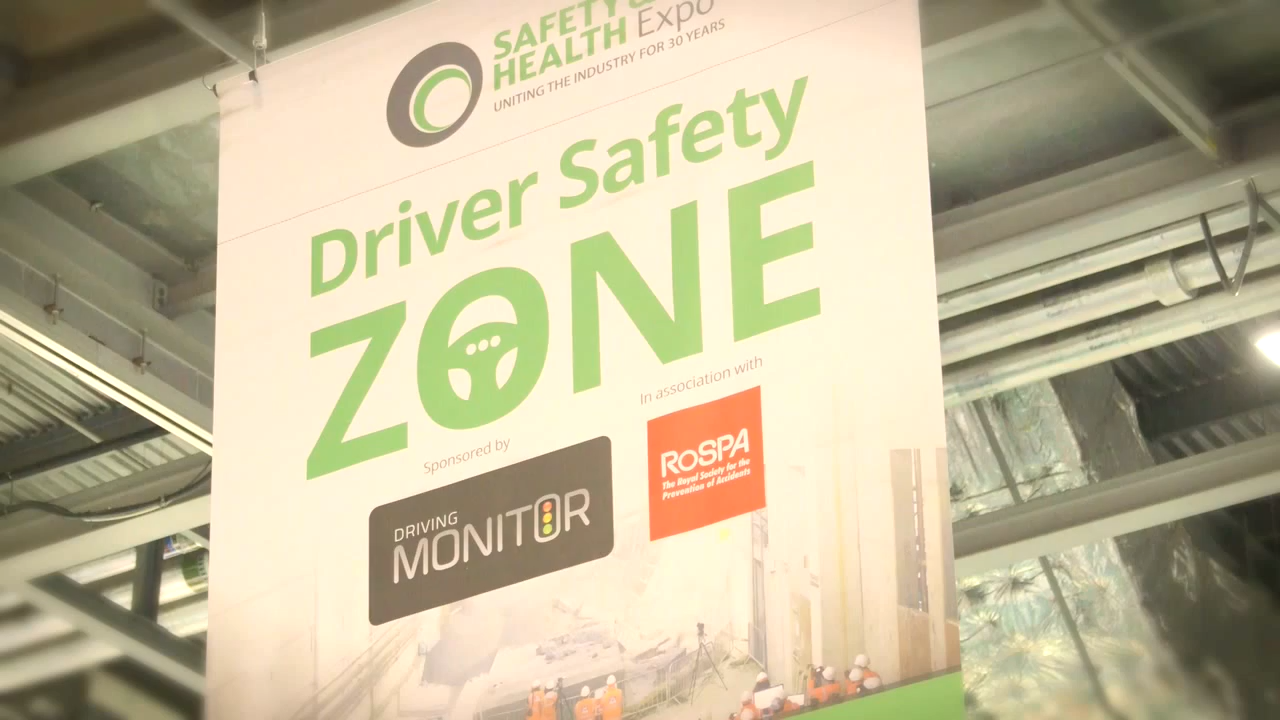 SAFETY &
HEALTH Expo
UNITING THE INDUSTRY FOR 30 YEARS
Driver Safety
ZONE
In association with
Sponsored by
RoSPA
The Royal Society for the
Prevention of Accidents
DRIVING
MONITOR